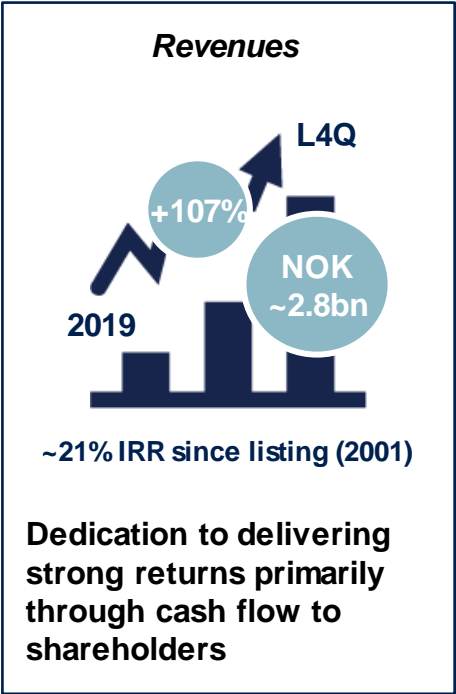 Revenues
L4Q
+107%
NOK
~2.8bn
2019
~21% IRR since listing (2001)
Dedication to delivering
strong returns primarily
through cash flow to
shareholders